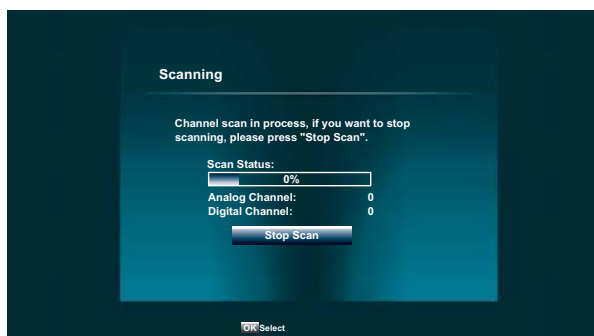 Scanning
Channel scan in process, if you want to stop
scanning, please press "Stop Scan".
Scan Status:
0%
Analog Channel: 0
Digital Channel: 0
Stop Scan
OK Select